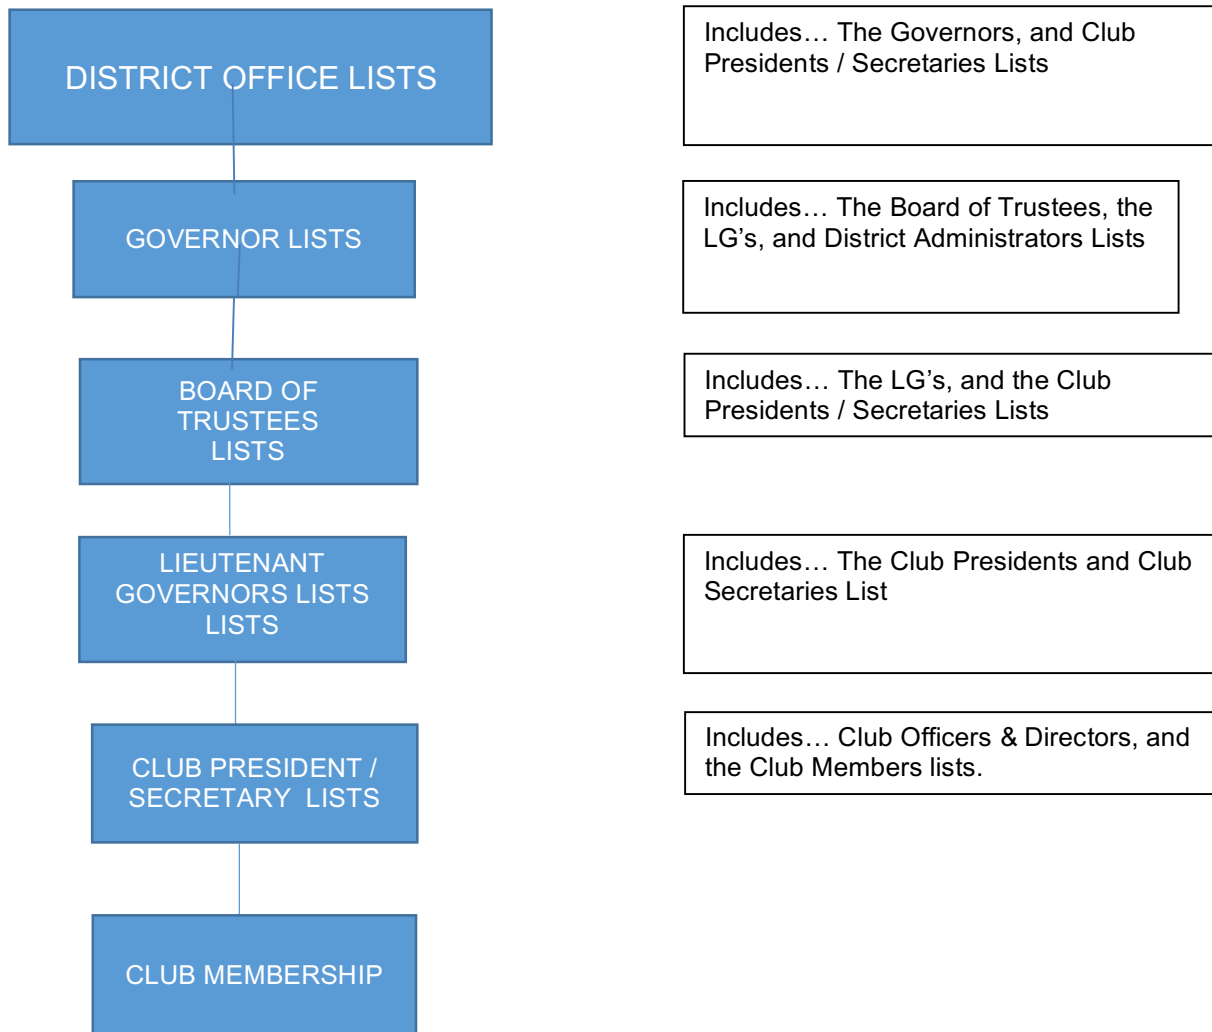 DISTRICT OFFICE LISTS
Includes… The Governors, and Club
Presidents / Secretaries Lists
GOVERNOR LISTS
Includes… The Board of Trustees, the
LG’s, and District Administrators Lists
BOARD OF
TRUSTEES
LISTS
Includes… The LG’s, and the Club
Presidents / Secretaries Lists
LIEUTENANT
GOVERNORS LISTS
LISTS
Includes… The Club Presidents and Club
Secretaries List
CLUB PRESIDENT /
SECRETARY  LISTS
Includes… Club Officers & Directors, and
the Club Members lists.
CLUB MEMBERSHIP